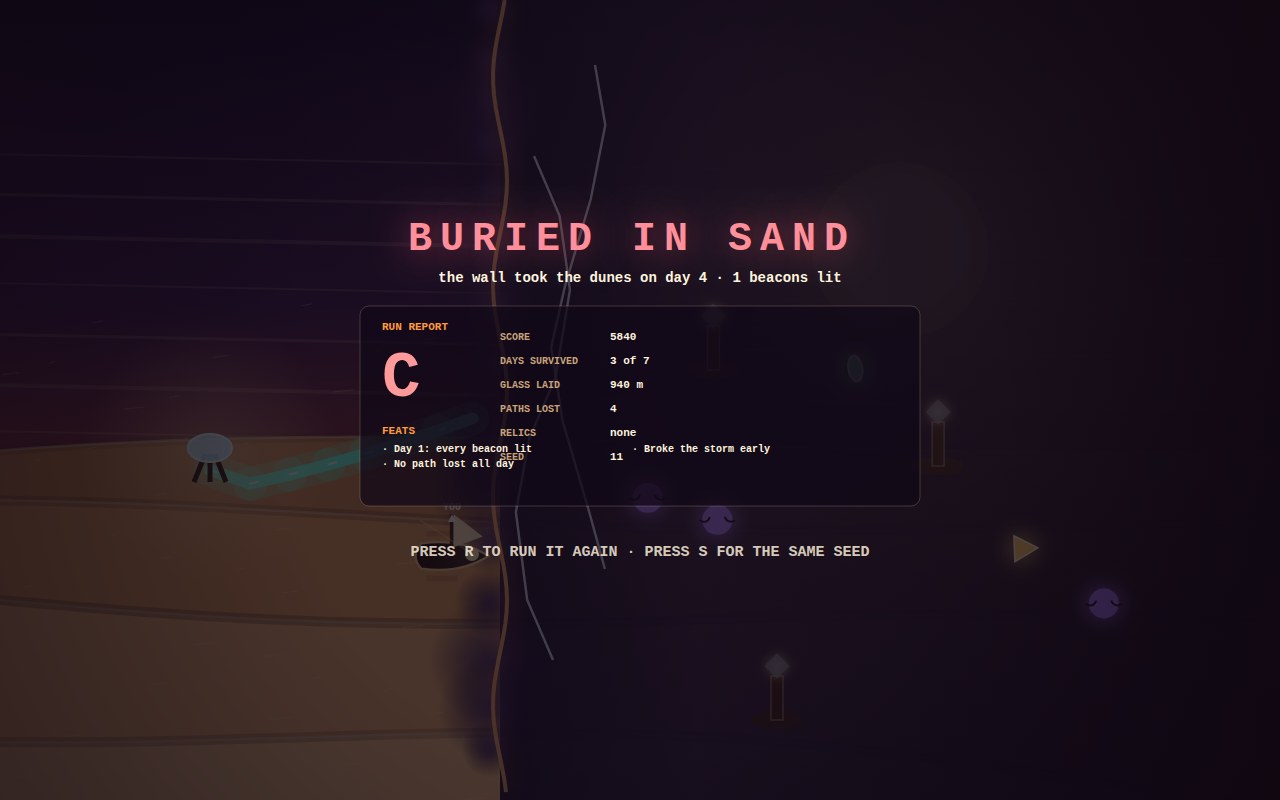 BURIED IN SAND
the wall took the dunes on day 4 · 1 beacons lit
RUN REPORT
C
SCORE 5840
DAYS SURVIVED 3 of 7
GLASS LAID 940 m
PATHS LOST 4
RELICS none
SEED 11
FEATS
· Day 1: every beacon lit · Broke the storm early
· No path lost all day
YOU
PRESS R TO RUN IT AGAIN · PRESS S FOR THE SAME SEED